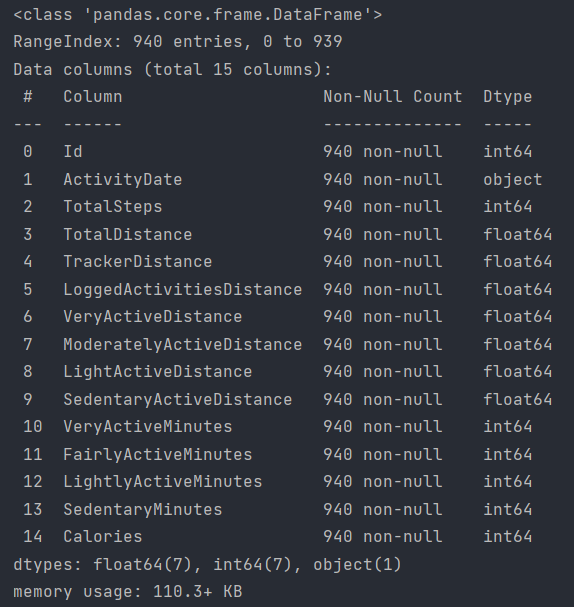 <class 'pandas.core.frame.DataFrame'>
RangeIndex: 940 entries, 0 to 939
Data columns (total 15 columns):
 #   Column                    Non-Null Count  Dtype
---  ------                    --------------  -----
 0   Id                        940 non-null    int64
 1   ActivityDate              940 non-null    object
 2   TotalSteps                940 non-null    int64
 3   TotalDistance             940 non-null    float64
 4   TrackerDistance           940 non-null    float64
 5   LoggedActivitiesDistance  940 non-null    float64
 6   VeryActiveDistance        940 non-null    float64
 7   ModeratelyActiveDistance  940 non-null    float64
 8   LightActiveDistance       940 non-null    float64
 9   SedentaryActiveDistance   940 non-null    float64
 10  VeryActiveMinutes         940 non-null    int64
 11  FairlyActiveMinutes       940 non-null    int64
 12  LightlyActiveMinutes      940 non-null    int64
 13  SedentaryMinutes          940 non-null    int64
 14  Calories                  940 non-null    int64
dtypes: float64(7), int64(7), object(1)
memory usage: 110.3+ KB